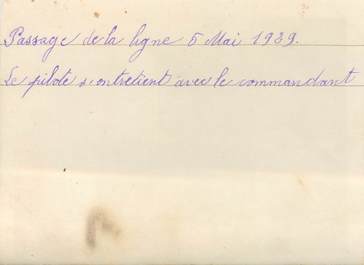 Passage de la ligne 5 Mai 1939.
Le pilote s'entretient avec le commandant